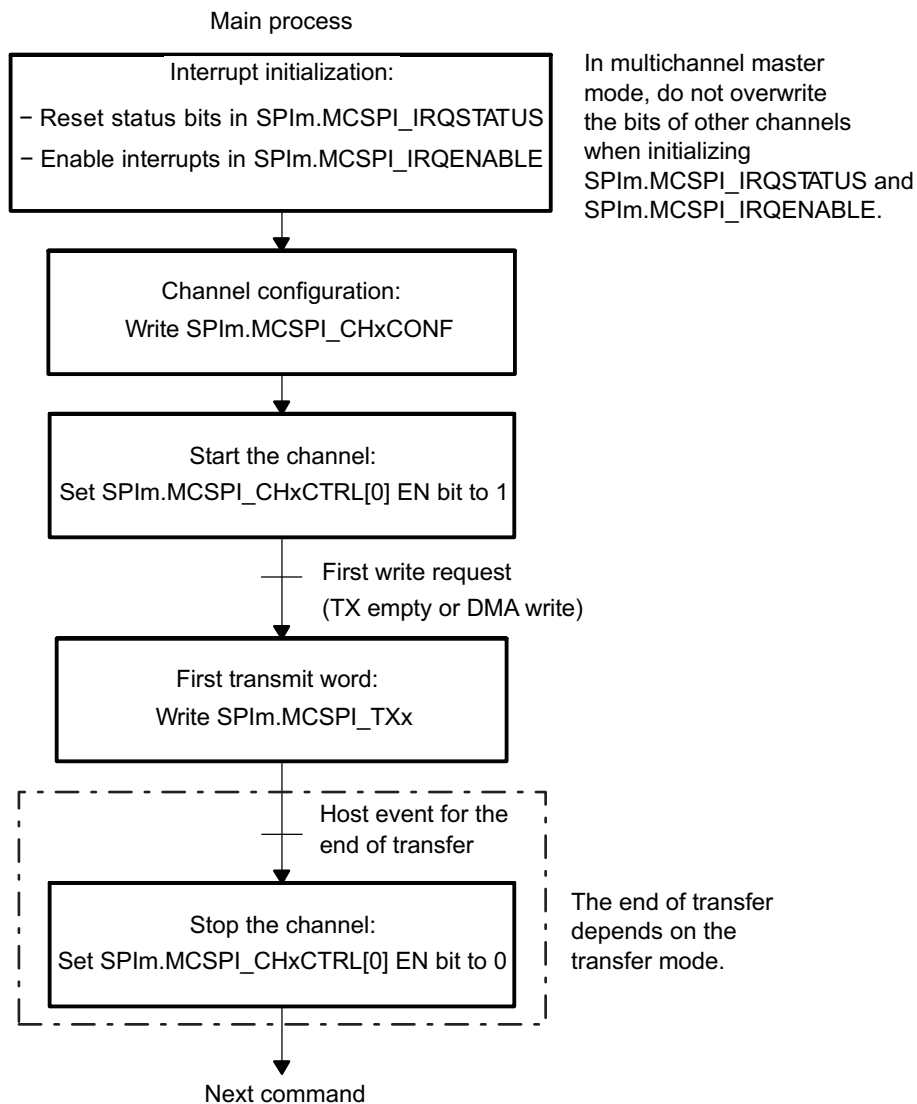 Main process
Interrupt initialization:
− Reset status bits in SPIm.MCSPI_IRQSTATUS
− Enable interrupts in SPIm.MCSPI_IRQENABLE
In multichannel master
mode, do not overwrite
the bits of other channels
when initializing
SPIm.MCSPI_IRQSTATUS and
SPIm.MCSPI_IRQENABLE.
Channel configuration:
Write SPIm.MCSPI_CHxCONF
Start the channel:
Set SPIm.MCSPI_CHxCTRL[0] EN bit to 1
First write request
(TX empty or DMA write)
First transmit word:
Write SPIm.MCSPI_TXx
Host event for the
end of transfer
Stop the channel:
Set SPIm.MCSPI_CHxCTRL[0] EN bit to 0
The end of transfer
depends on the
transfer mode.
Next command